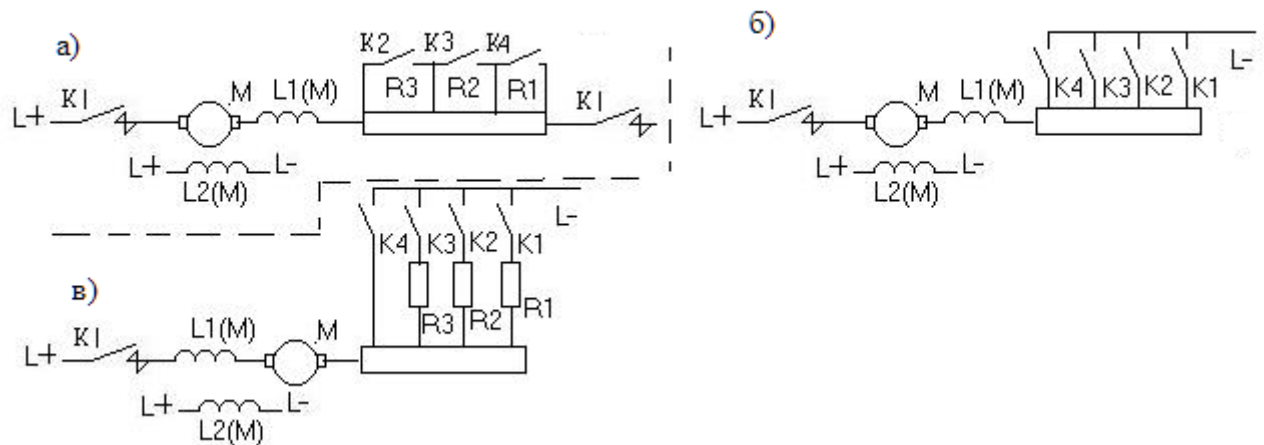 а)
K2 K3 K4
R3 R2 R1
L+ K1 M L1(M) K1
L+ L2(M) L-
б)
L-
K4 K3 K2 K1
L+ K1 M L1(M)
L+ L2(M) L-
в)
L-
K4 K3 K2 K1
R3 R2 R1
L+ K1 L1(M) M
L+ L2(M) L-